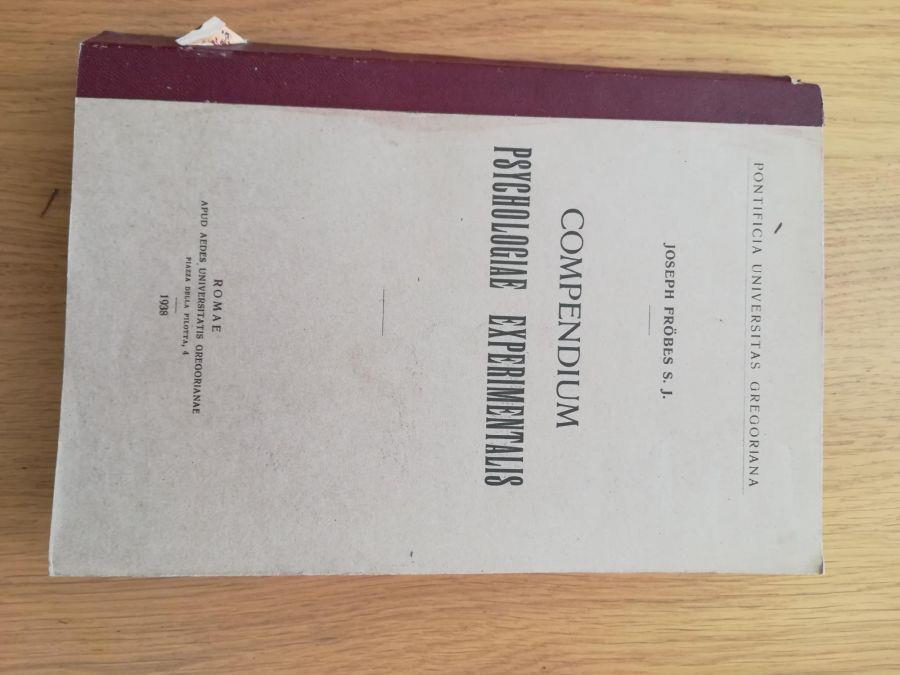 PONTIFICIA UNIVERSITAS GREGORIANA
JOSEPH FRÖBES S. J.
COMPENDIUM
PSYCHOLOGIAE EXPERIMENTALIS
ROMAE
APUD AEDES UNIVERSITATIS GREGORIANAE
PIAZZA DELLA PILOTTA, 4
1938